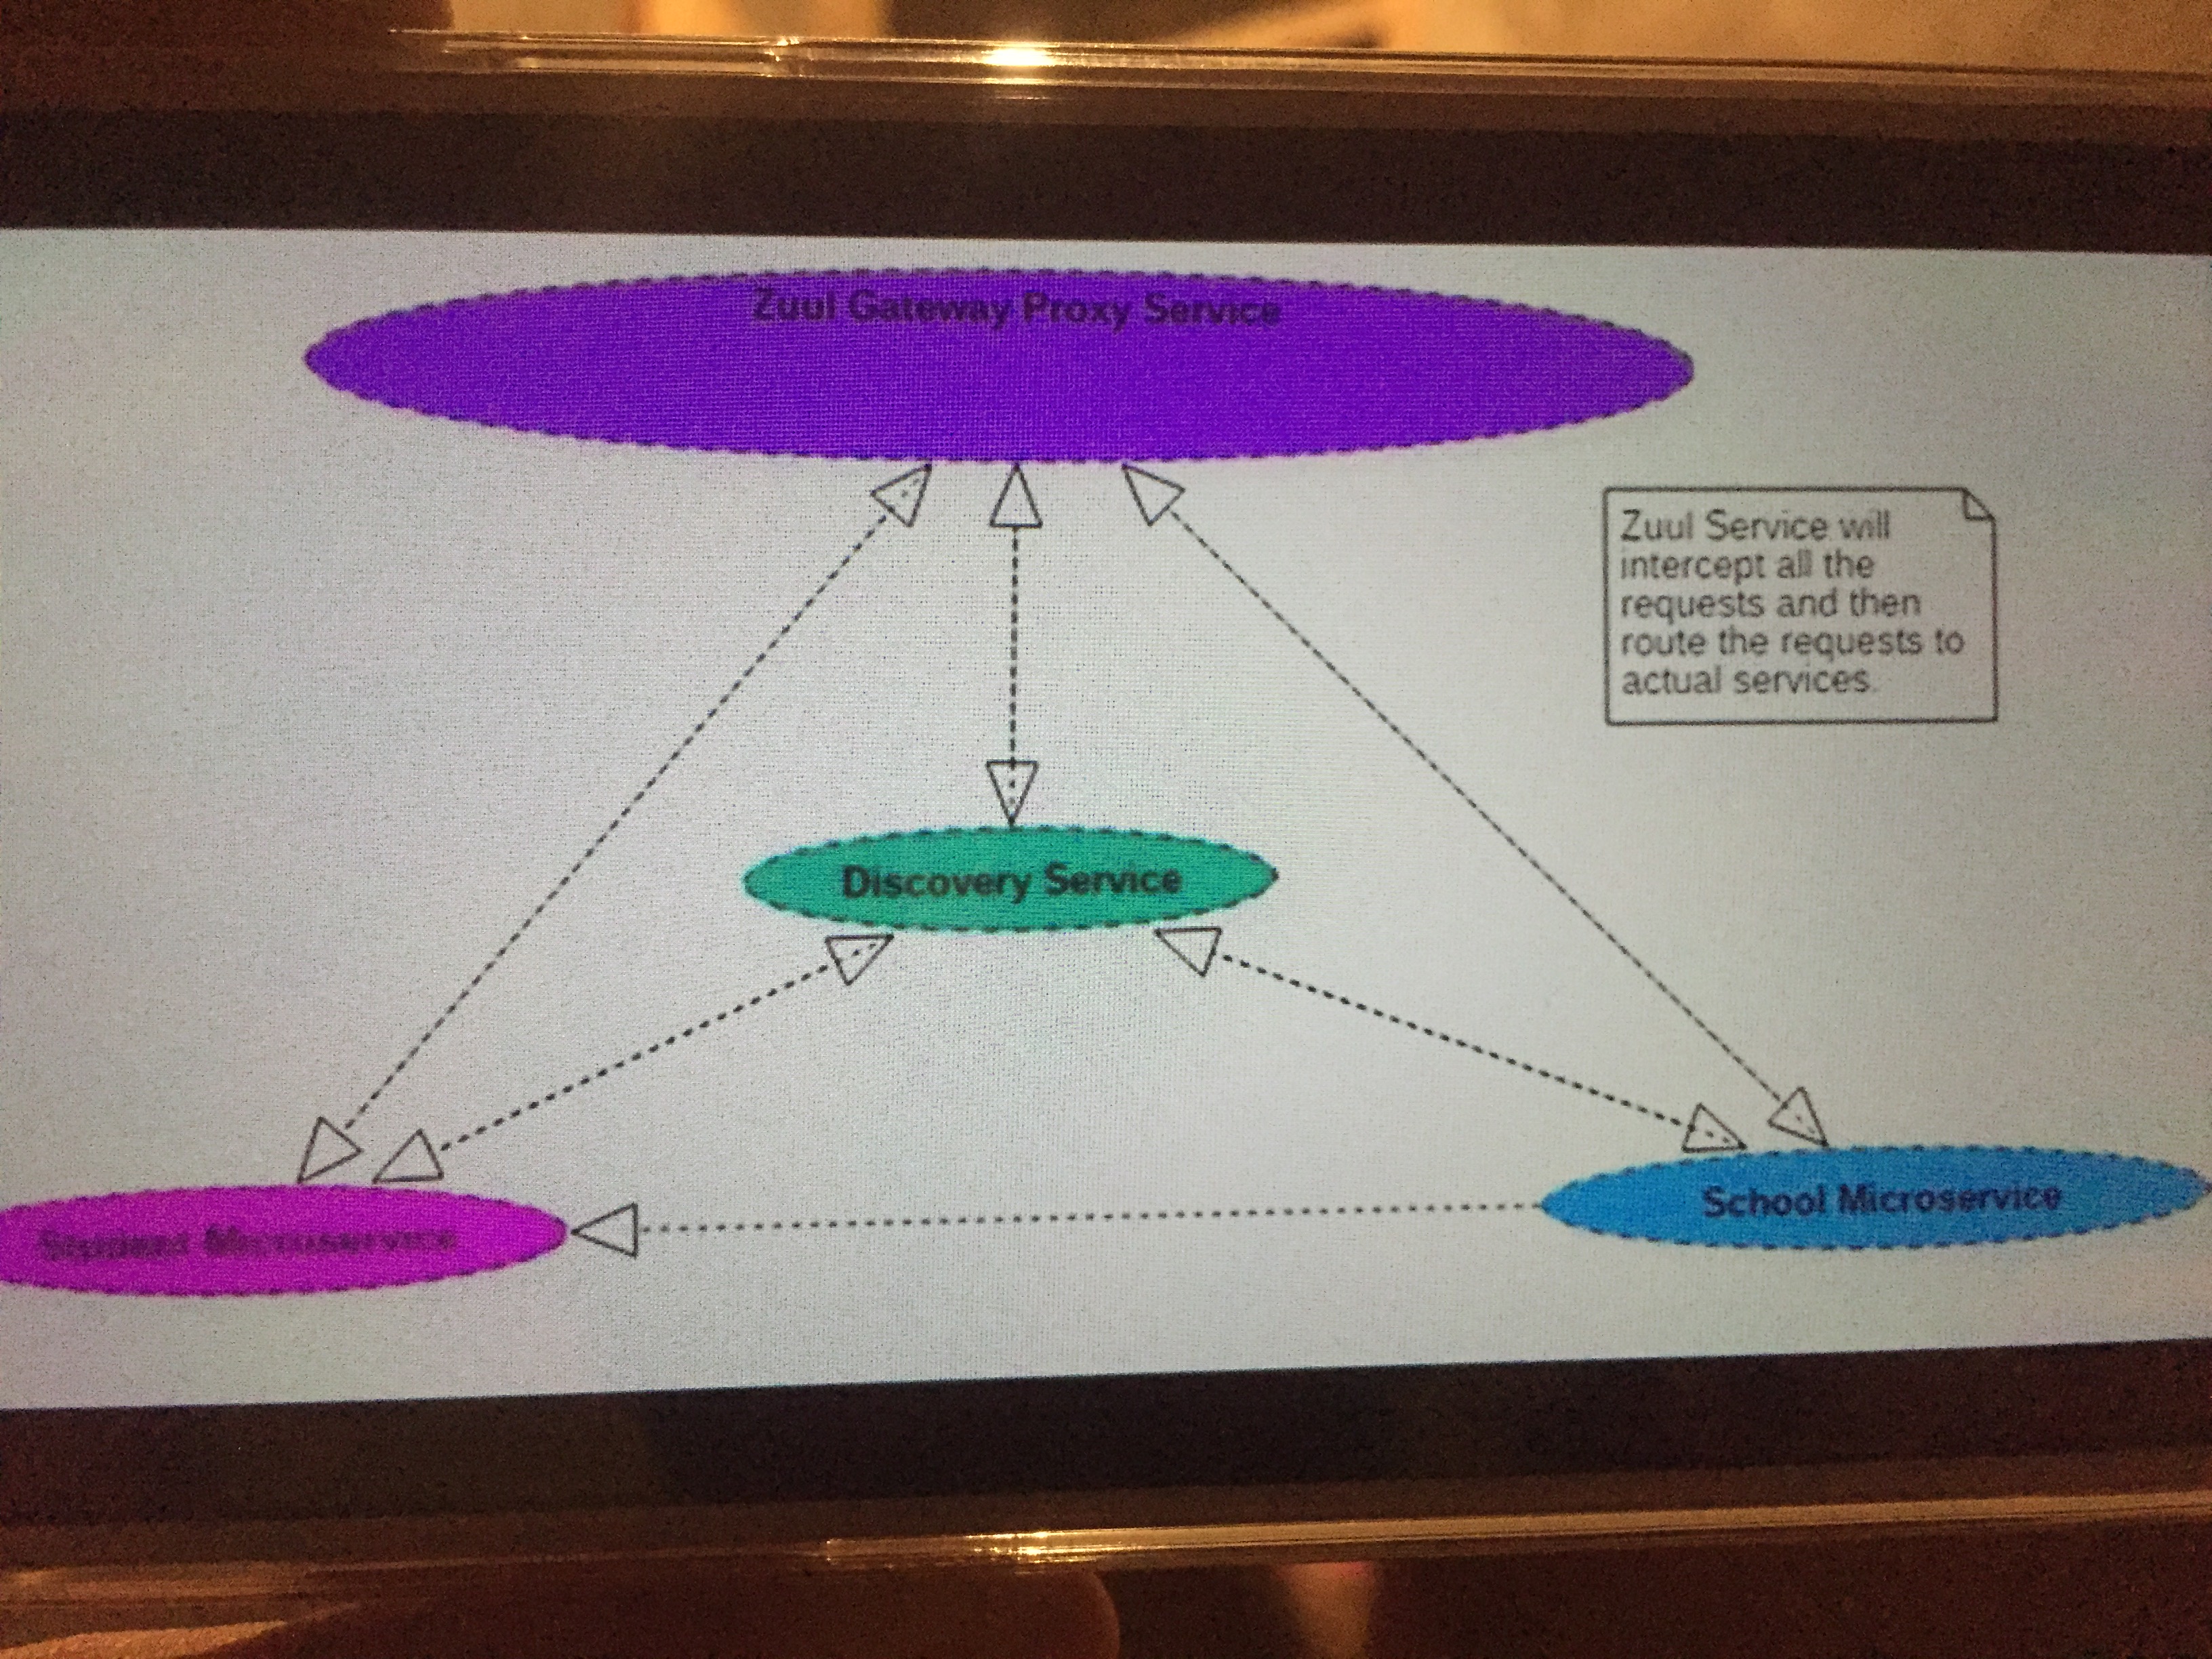 Zuul Gateway Proxy Service
Zuul Service will
intercept all the
requests and then
route the requests to
actual services.
Discovery Service
Student Microservice
School Microservice